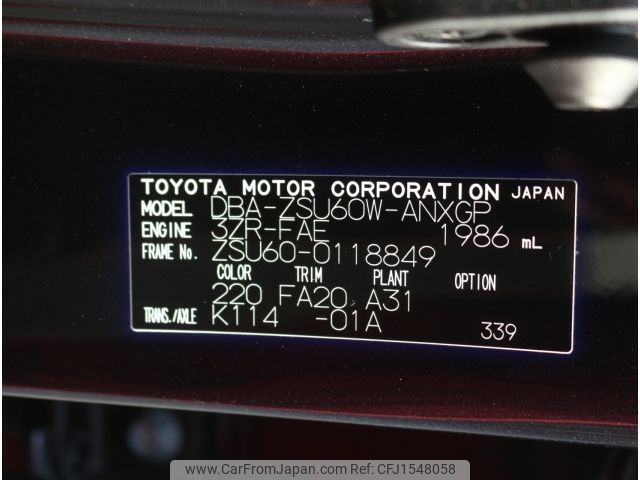 TOYOTA MOTOR CORPORATION JAPAN
MODEL DBA-ZSU60W-ANXGP
ENGINE 3ZR-FAE 1986 mL
FRAME No. ZSU60-0118849
COLOR TRIM PLANT OPTION
220 FA20 A31
TRANS./AXLE K114 -01A 339
www.CarFromJapan.com | Ref.No.CFJ1548058